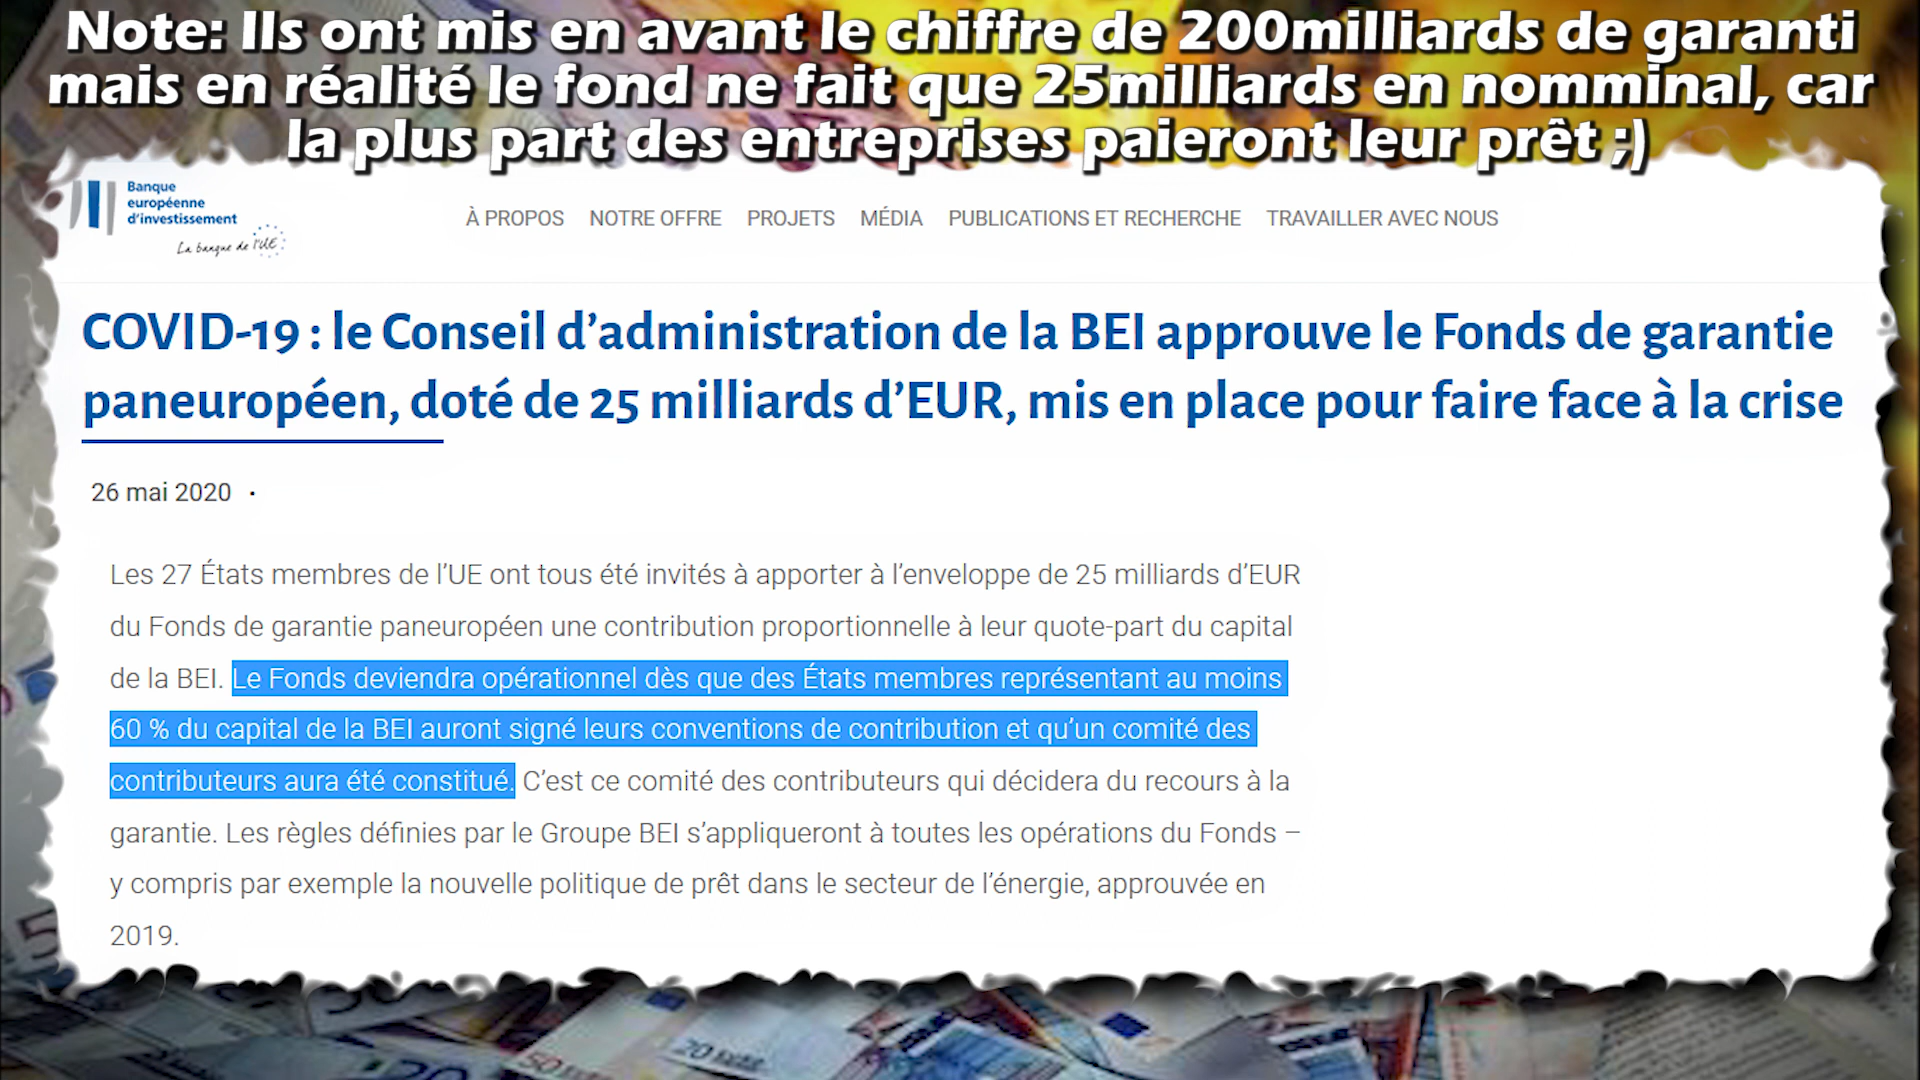 Note: Ils ont mis en avant le chiffre de 200milliards de garanti
mais en réalité le fond ne fait que 25milliards en nomminal, car
la plus part des entreprises paieront leur prêt ;)
Banque
européenne
d'investissement
La banque de l'UE
À PROPOS NOTRE OFFRE PROJETS MÉDIA PUBLICATIONS ET RECHERCHE TRAVAILLER AVEC NOUS
COVID-19 : le Conseil d’administration de la BEI approuve le Fonds de garantie
paneuropéen, doté de 25 milliards d’EUR, mis en place pour faire face à la crise
26 mai 2020 ·
Les 27 États membres de l’UE ont tous été invités à apporter à l’enveloppe de 25 milliards d’EUR
du Fonds de garantie paneuropéen une contribution proportionnelle à leur quote-part du capital
de la BEI. Le Fonds deviendra opérationnel dès que des États membres représentant au moins
60 % du capital de la BEI auront signé leurs conventions de contribution et qu’un comité des
contributeurs aura été constitué. C’est ce comité des contributeurs qui décidera du recours à la
garantie. Les règles définies par le Groupe BEI s’appliqueront à toutes les opérations du Fonds –
y compris par exemple la nouvelle politique de prêt dans le secteur de l’énergie, approuvée en
2019.